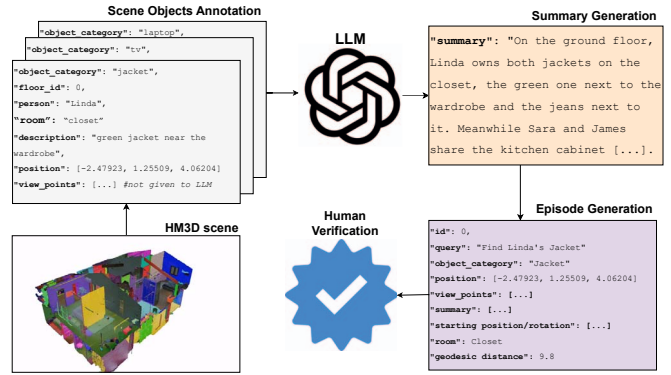 Scene Objects Annotation
"object_category": "laptop",
"object_category": "tv",
"object_category": "jacket",
"floor_id": 0,
"person": "Linda",
“room”: “closet”
"description": "green jacket near the
wardrobe",
"position": [-2.47923, 1.25509, 4.06204]
"view_points": [...] #not given to LLM
LLM
Summary Generation
"summary": "On the ground floor,
Linda owns both jackets on the
closet, the green one next to the
wardrobe and the jeans next to
it. Meanwhile Sara and James
share the kitchen cabinet [...].
HM3D scene
Human
Verification
Episode Generation
"id": 0,
"query": "Find Linda's Jacket"
"object_category": "Jacket"
"position": [-2.47923, 1.25509, 4.06204]
"view_points": [...]
"summary": [...]
"starting position/rotation": [...]
"room": Closet
"geodesic distance": 9.8